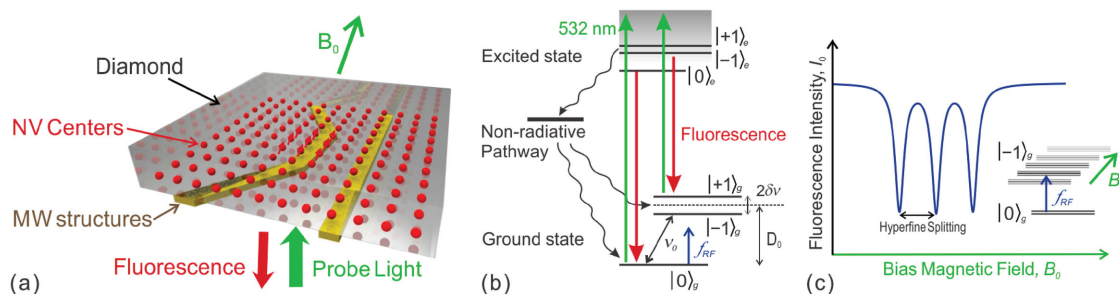 B₀
Diamond
NV Centers
MW structures
Fluorescence
Probe Light
(a)
532 nm
|+1⟩ₑ
|−1⟩ₑ
|0⟩ₑ
Excited state
Non-radiative
Pathway
Fluorescence
|+1⟩g
2δν
|−1⟩g
Ground state
ν₀
f_RF
D₀
|0⟩g
(b)
Fluorescence Intensity, I₀
Hyperfine Splitting
|−1⟩g
B
f_RF
|0⟩g
Bias Magnetic Field, B₀
(c)